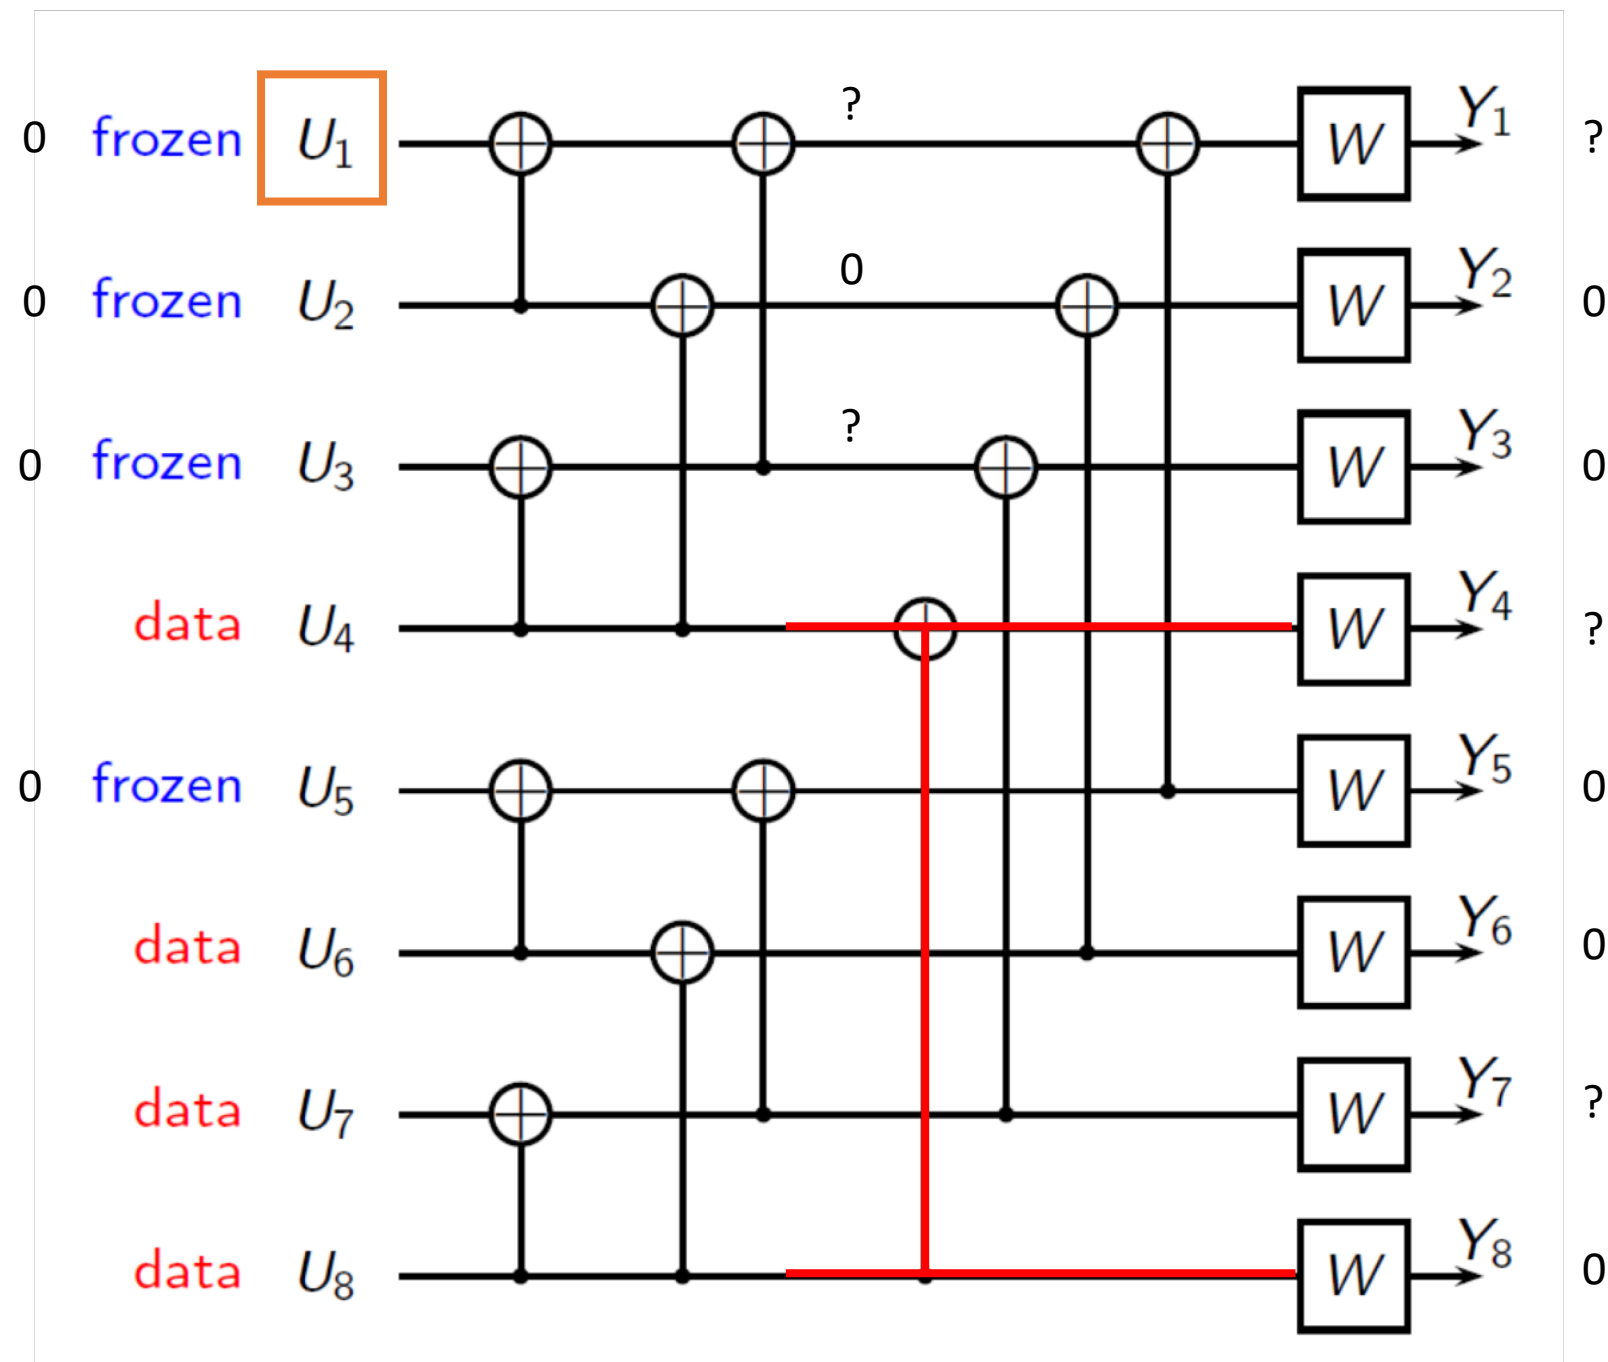 ?
0 frozen U₁ W Y₁ ?
0
0 frozen U₂ W Y₂ 0
?
0 frozen U₃ W Y₃ 0
data U₄ W Y₄ ?
0 frozen U₅ W Y₅ 0
data U₆ W Y₆ 0
data U₇ W Y₇ ?
data U₈ W Y₈ 0